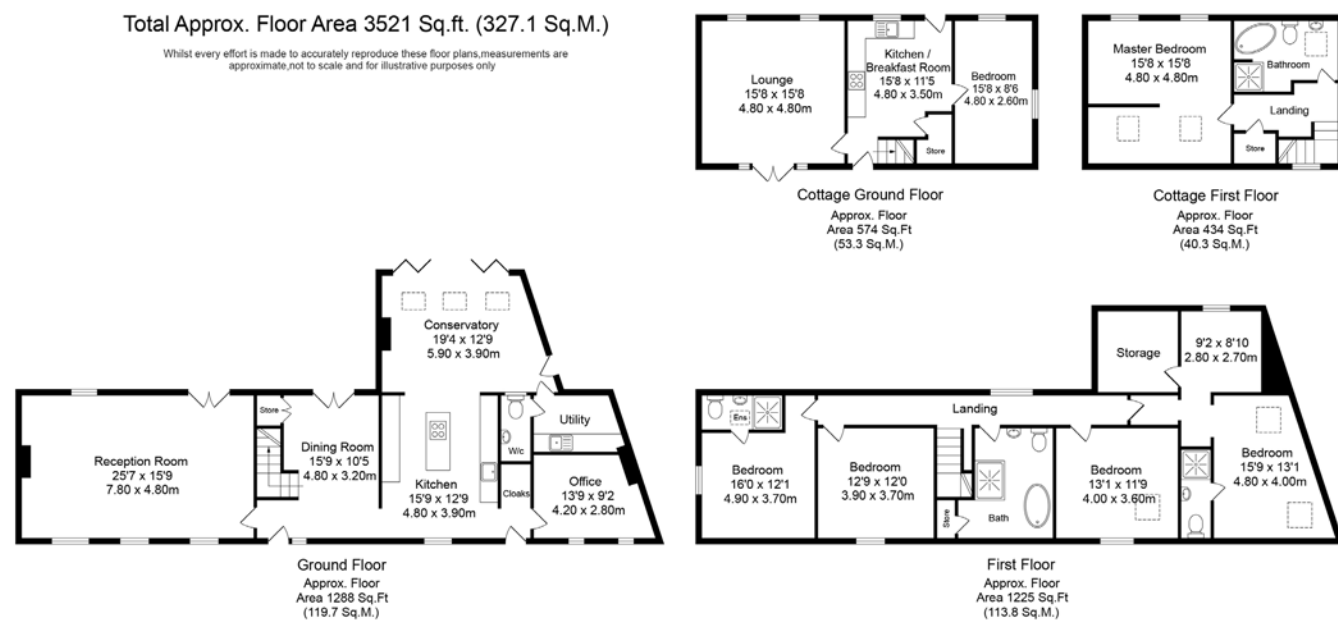 Total Approx. Floor Area 3521 Sq.ft. (327.1 Sq.M.)
Whilst every effort is made to accurately reproduce these floor plans,measurements are
approximate,not to scale and for illustrative purposes only
Lounge
15'8 x 15'8
4.80 x 4.80m
Kitchen /
Breakfast Room
15'8 x 11'5
4.80 x 3.50m
Bedroom
15'8 x 8'6
4.80 x 2.60m
Store
Cottage Ground Floor
Approx. Floor
Area 574 Sq.Ft
(53.3 Sq.M.)
Master Bedroom
15'8 x 15'8
4.80 x 4.80m
Bathroom
Landing
Store
Cottage First Floor
Approx. Floor
Area 434 Sq.Ft
(40.3 Sq.M.)
Conservatory
19'4 x 12'9
5.90 x 3.90m
Reception Room
25'7 x 15'9
7.80 x 4.80m
Store
Dining Room
15'9 x 10'5
4.80 x 3.20m
Kitchen
15'9 x 12'9
4.80 x 3.90m
W/c
Utility
Cloaks
Office
13'9 x 9'2
4.20 x 2.80m
Ground Floor
Approx. Floor
Area 1288 Sq.Ft
(119.7 Sq.M.)
Storage
9'2 x 8'10
2.80 x 2.70m
Ens
Landing
Bedroom
16'0 x 12'1
4.90 x 3.70m
Bedroom
12'9 x 12'0
3.90 x 3.70m
Store
Bath
Bedroom
13'1 x 11'9
4.00 x 3.60m
Bedroom
15'9 x 13'1
4.80 x 4.00m
First Floor
Approx. Floor
Area 1225 Sq.Ft
(113.8 Sq.M.)